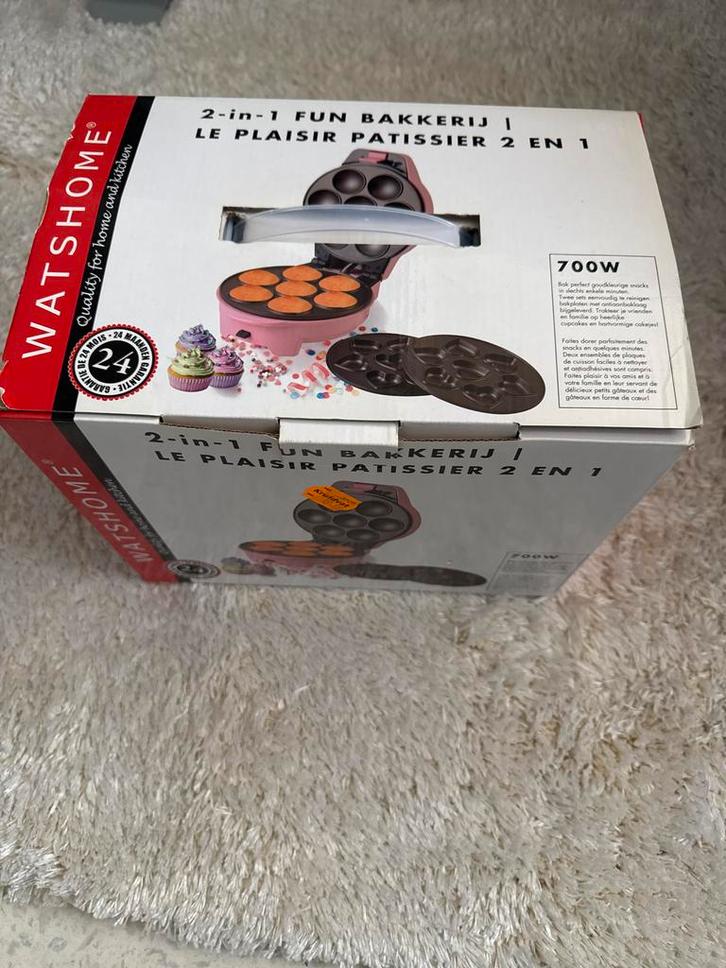 2-in-1 FUN BAKKERIJ |
LE PLAISIR PATISSIER 2 EN 1
WATSHOME®
Quality for home and kitchen
GARANTIE DE 24 MOIS • 24 MAANDEN GARANTIE •
24
700W
Bak perfect goudkleurige snacks
in slechts enkele minuten.
Twee sets eenvoudig te reinigen
bakplaten met antiaanbaklaag
bijgeleverd. Trakteer je vrienden
en familie op heerlijke
cupcakes en hartvormige cakejes!
Faites dorer parfaitement des
snacks en quelques minutes.
Deux ensembles de plaques
de cuisson faciles à nettoyer
et antiadhésives sont compris.
Faites plaisir à vos amis et à
votre famille en leur servant de
délicieux petits gâteaux et des
gâteaux en forme de cœur!
2-in-1 FUN BAKKERIJ |
LE PLAISIR PATISSIER 2 EN 1
WATSHOME®
Kruidvat
24
700W